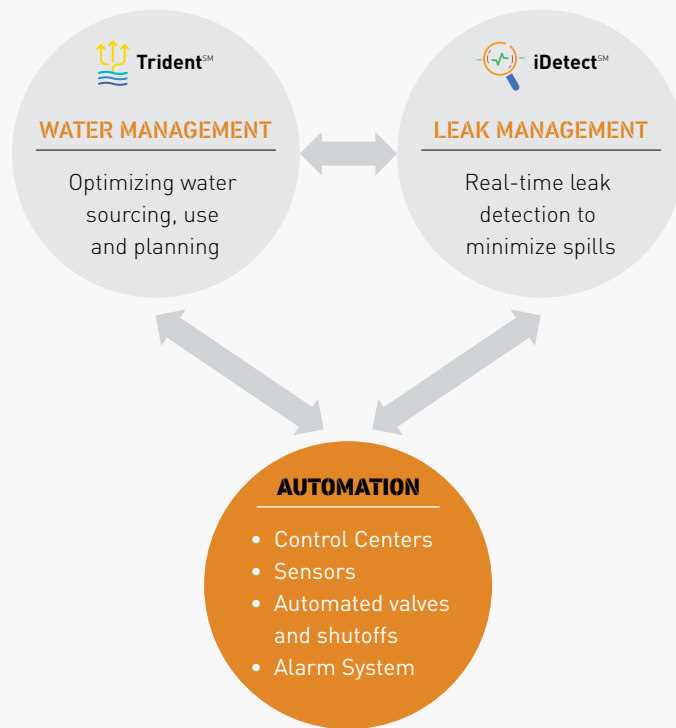 Trident℠
WATER MANAGEMENT
Optimizing water
sourcing, use
and planning
iDetect℠
LEAK MANAGEMENT
Real-time leak
detection to
minimize spills
AUTOMATION
• Control Centers
• Sensors
• Automated valves
and shutoffs
• Alarm System